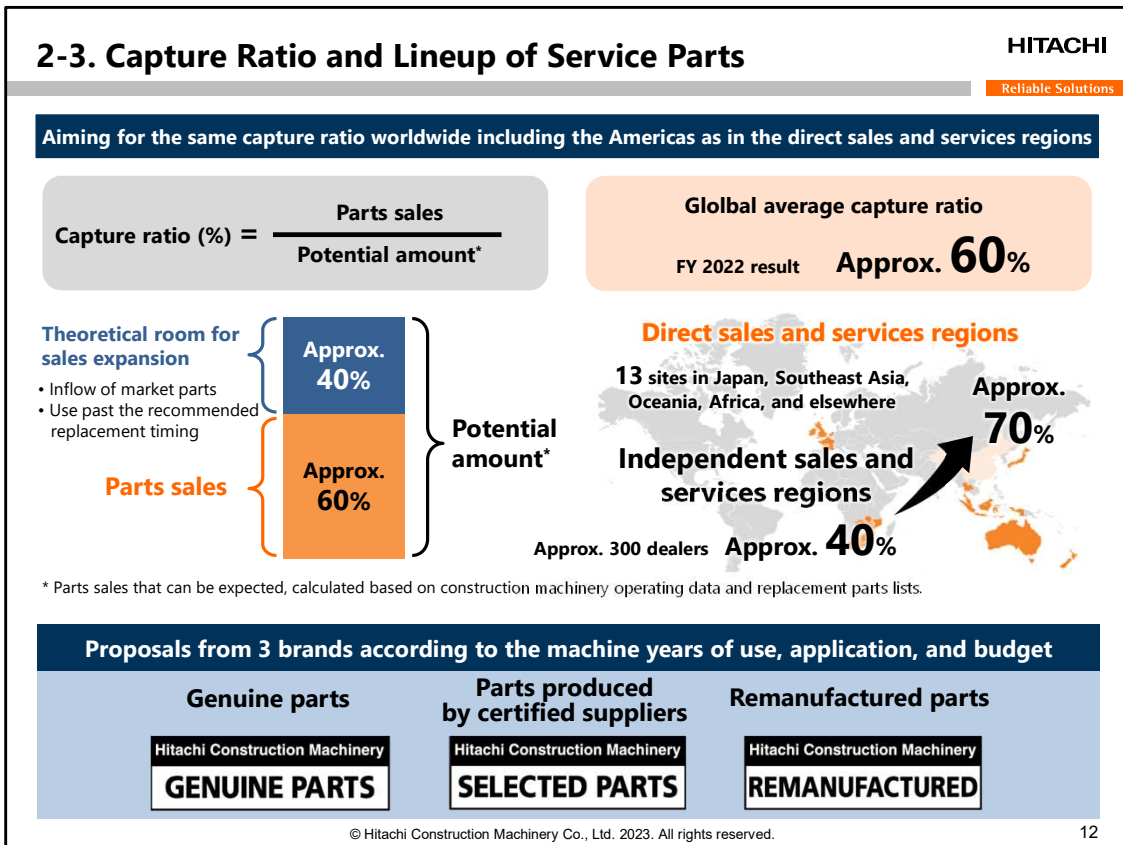 2-3. Capture Ratio and Lineup of Service Parts
HITACHI
Reliable Solutions
Aiming for the same capture ratio worldwide including the Americas as in the direct sales and services regions
Capture ratio (%) =
Parts sales
Potential amount*
Glolbal average capture ratio
FY 2022 result Approx. 60%
Theoretical room for
sales expansion
• Inflow of market parts
• Use past the recommended
replacement timing
Parts sales
Approx.
40%
Approx.
60%
Potential
amount*
Direct sales and services regions
13 sites in Japan, Southeast Asia,
Oceania, Africa, and elsewhere
Approx.
70%
Independent sales and
services regions
Approx. 300 dealers Approx. 40%
* Parts sales that can be expected, calculated based on construction machinery operating data and replacement parts lists.
Proposals from 3 brands according to the machine years of use, application, and budget
Genuine parts
Hitachi Construction Machinery
GENUINE PARTS
Parts produced
by certified suppliers
Hitachi Construction Machinery
SELECTED PARTS
Remanufactured parts
Hitachi Construction Machinery
REMANUFACTURED
© Hitachi Construction Machinery Co., Ltd. 2023. All rights reserved.
12